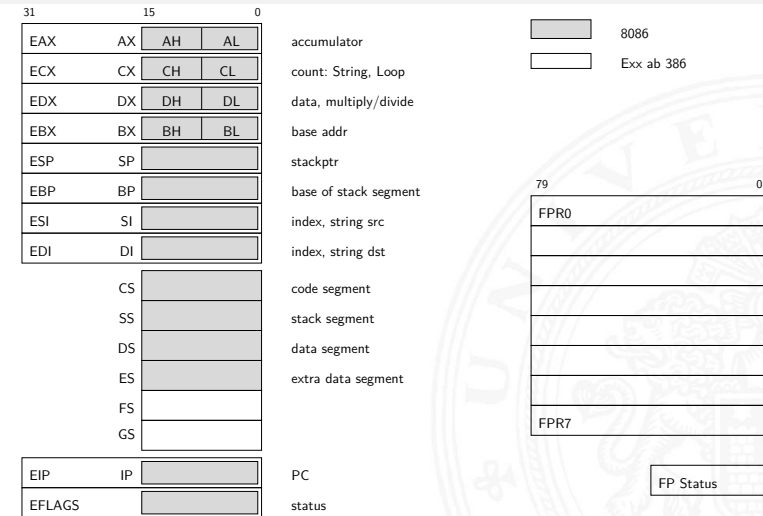 31 15 0
EAX AX AH AL accumulator
ECX CX CH CL count: String, Loop
EDX DX DH DL data, multiply/divide
EBX BX BH BL base addr
ESP SP stackptr
EBP BP base of stack segment
ESI SI index, string src
EDI DI index, string dst
CS code segment
SS stack segment
DS data segment
ES extra data segment
FS
GS
EIP IP PC
EFLAGS status
8086
Exx ab 386
79 0
FPR0
FPR7
FP Status
UNIVE